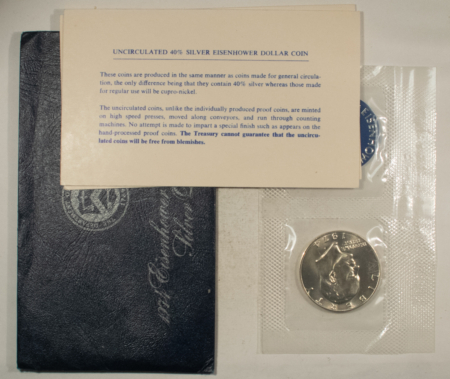 UNCIRCULATED 40% SILVER EISENHOWER DOLLAR COIN
These coins are produced in the same manner as coins made for general circula-
tion, the only difference being that they contain 40% silver whereas those made
for regular use will be cupro-nickel.
The uncirculated coins, unlike the individually produced proof coins, are minted
on high speed presses, moved along conveyors, and run through counting
machines. No attempt is made to impart a special finish such as appears on the
hand-processed proof coins. The Treasury cannot guarantee that the uncircu-
lated coins will be free from blemishes.
Eisenhower
Silver
LIBERTY